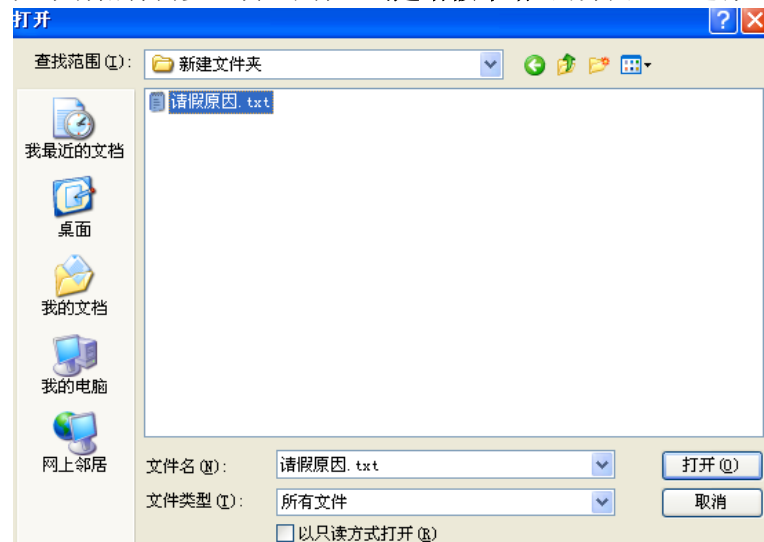 打开
查找范围(I):
新建文件夹
请假原因.txt
我最近的文档
桌面
我的文档
我的电脑
网上邻居
文件名(N):
请假原因.txt
打开(O)
文件类型(T):
所有文件
取消
以只读方式打开(R)